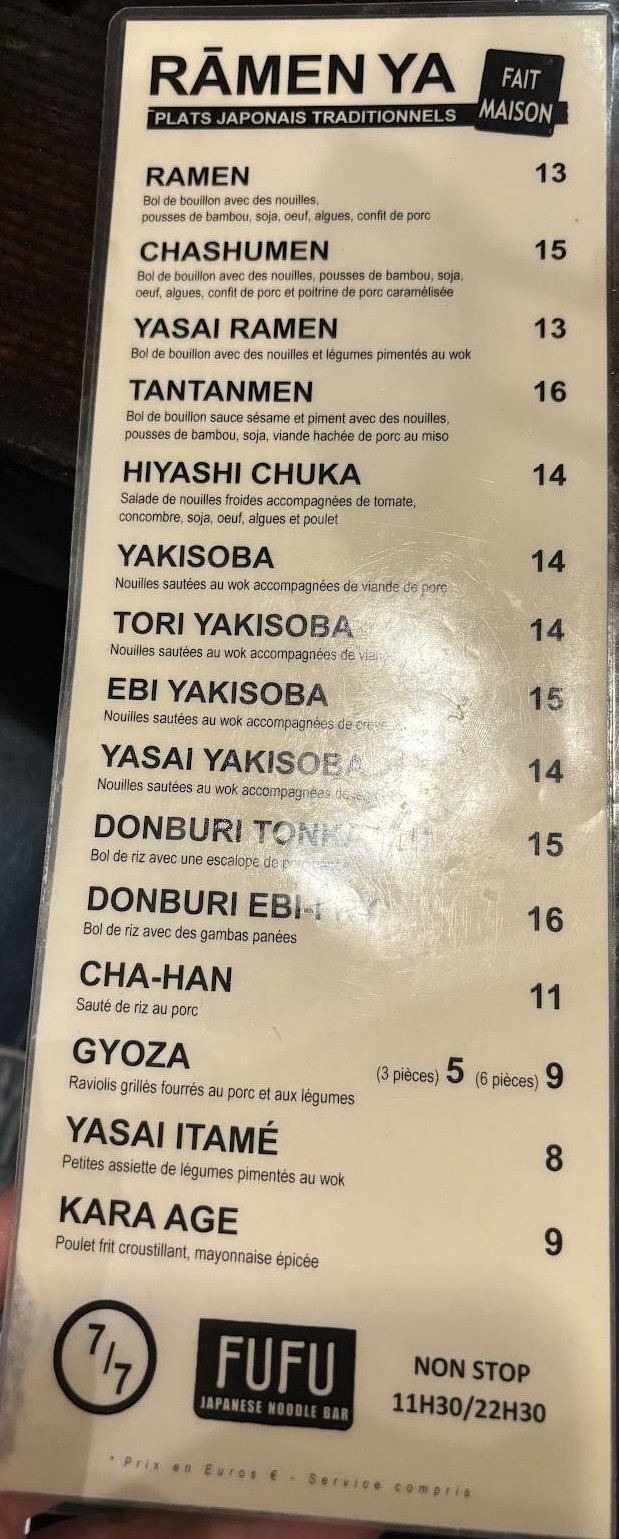 RĀMEN YA
PLATS JAPONAIS TRADITIONNELS
FAIT
MAISON
RAMEN 13
Bol de bouillon avec des nouilles,
pousses de bambou, soja, oeuf, algues, confit de porc
CHASHUMEN 15
Bol de bouillon avec des nouilles, pousses de bambou, soja,
oeuf, algues, confit de porc et poitrine de porc caramélisée
YASAI RAMEN 13
Bol de bouillon avec des nouilles et légumes pimentés au wok
TANTANMEN 16
Bol de bouillon sauce sésame et piment avec des nouilles,
pousses de bambou, soja, viande hachée de porc au miso
HIYASHI CHUKA 14
Salade de nouilles froides accompagnées de tomate,
concombre, soja, oeuf, algues et poulet
YAKISOBA 14
Nouilles sautées au wok accompagnées de viande de porc
TORI YAKISOBA 14
Nouilles sautées au wok accompagnées de
EBI YAKISOBA 15
Nouilles sautées au wok accompagnées de
YASAI YAKISOBA 14
Nouilles sautées au wok accompagnées de
DONBURI 15
Bol de riz avec une escalope de
DONBURI 16
Bol de riz avec des gambas panées
CHA-HAN 11
Sauté de riz au porc
GYOZA (3 pièces) 5 (6 pièces) 9
Raviolis grillés fourrés au porc et aux légumes
YASAI ITAMÉ 8
Petites assiette de légumes pimentés au wok
KARA AGE 9
Poulet frit croustillant, mayonnaise épicée
7/7
FUFU
JAPANESE NOODLE BAR
NON STOP
11H30/22H30
* Prix en Euros € - Service compris